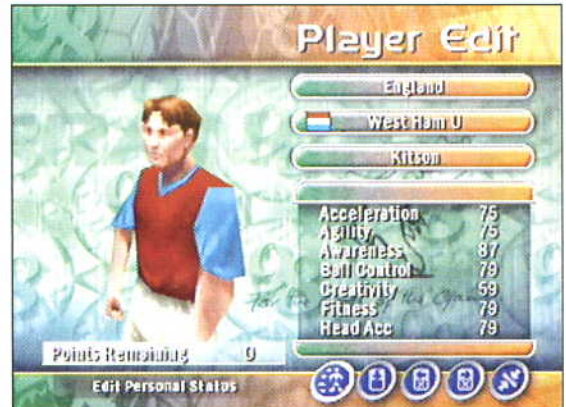 Player Edit
England
West Ham U
Kitson
Acceleration 75
Agility 75
Awareness 87
Ball Control 79
Creativity 59
Fitness 79
Head Acc 79
Points Remaining 0
Edit Personal Status